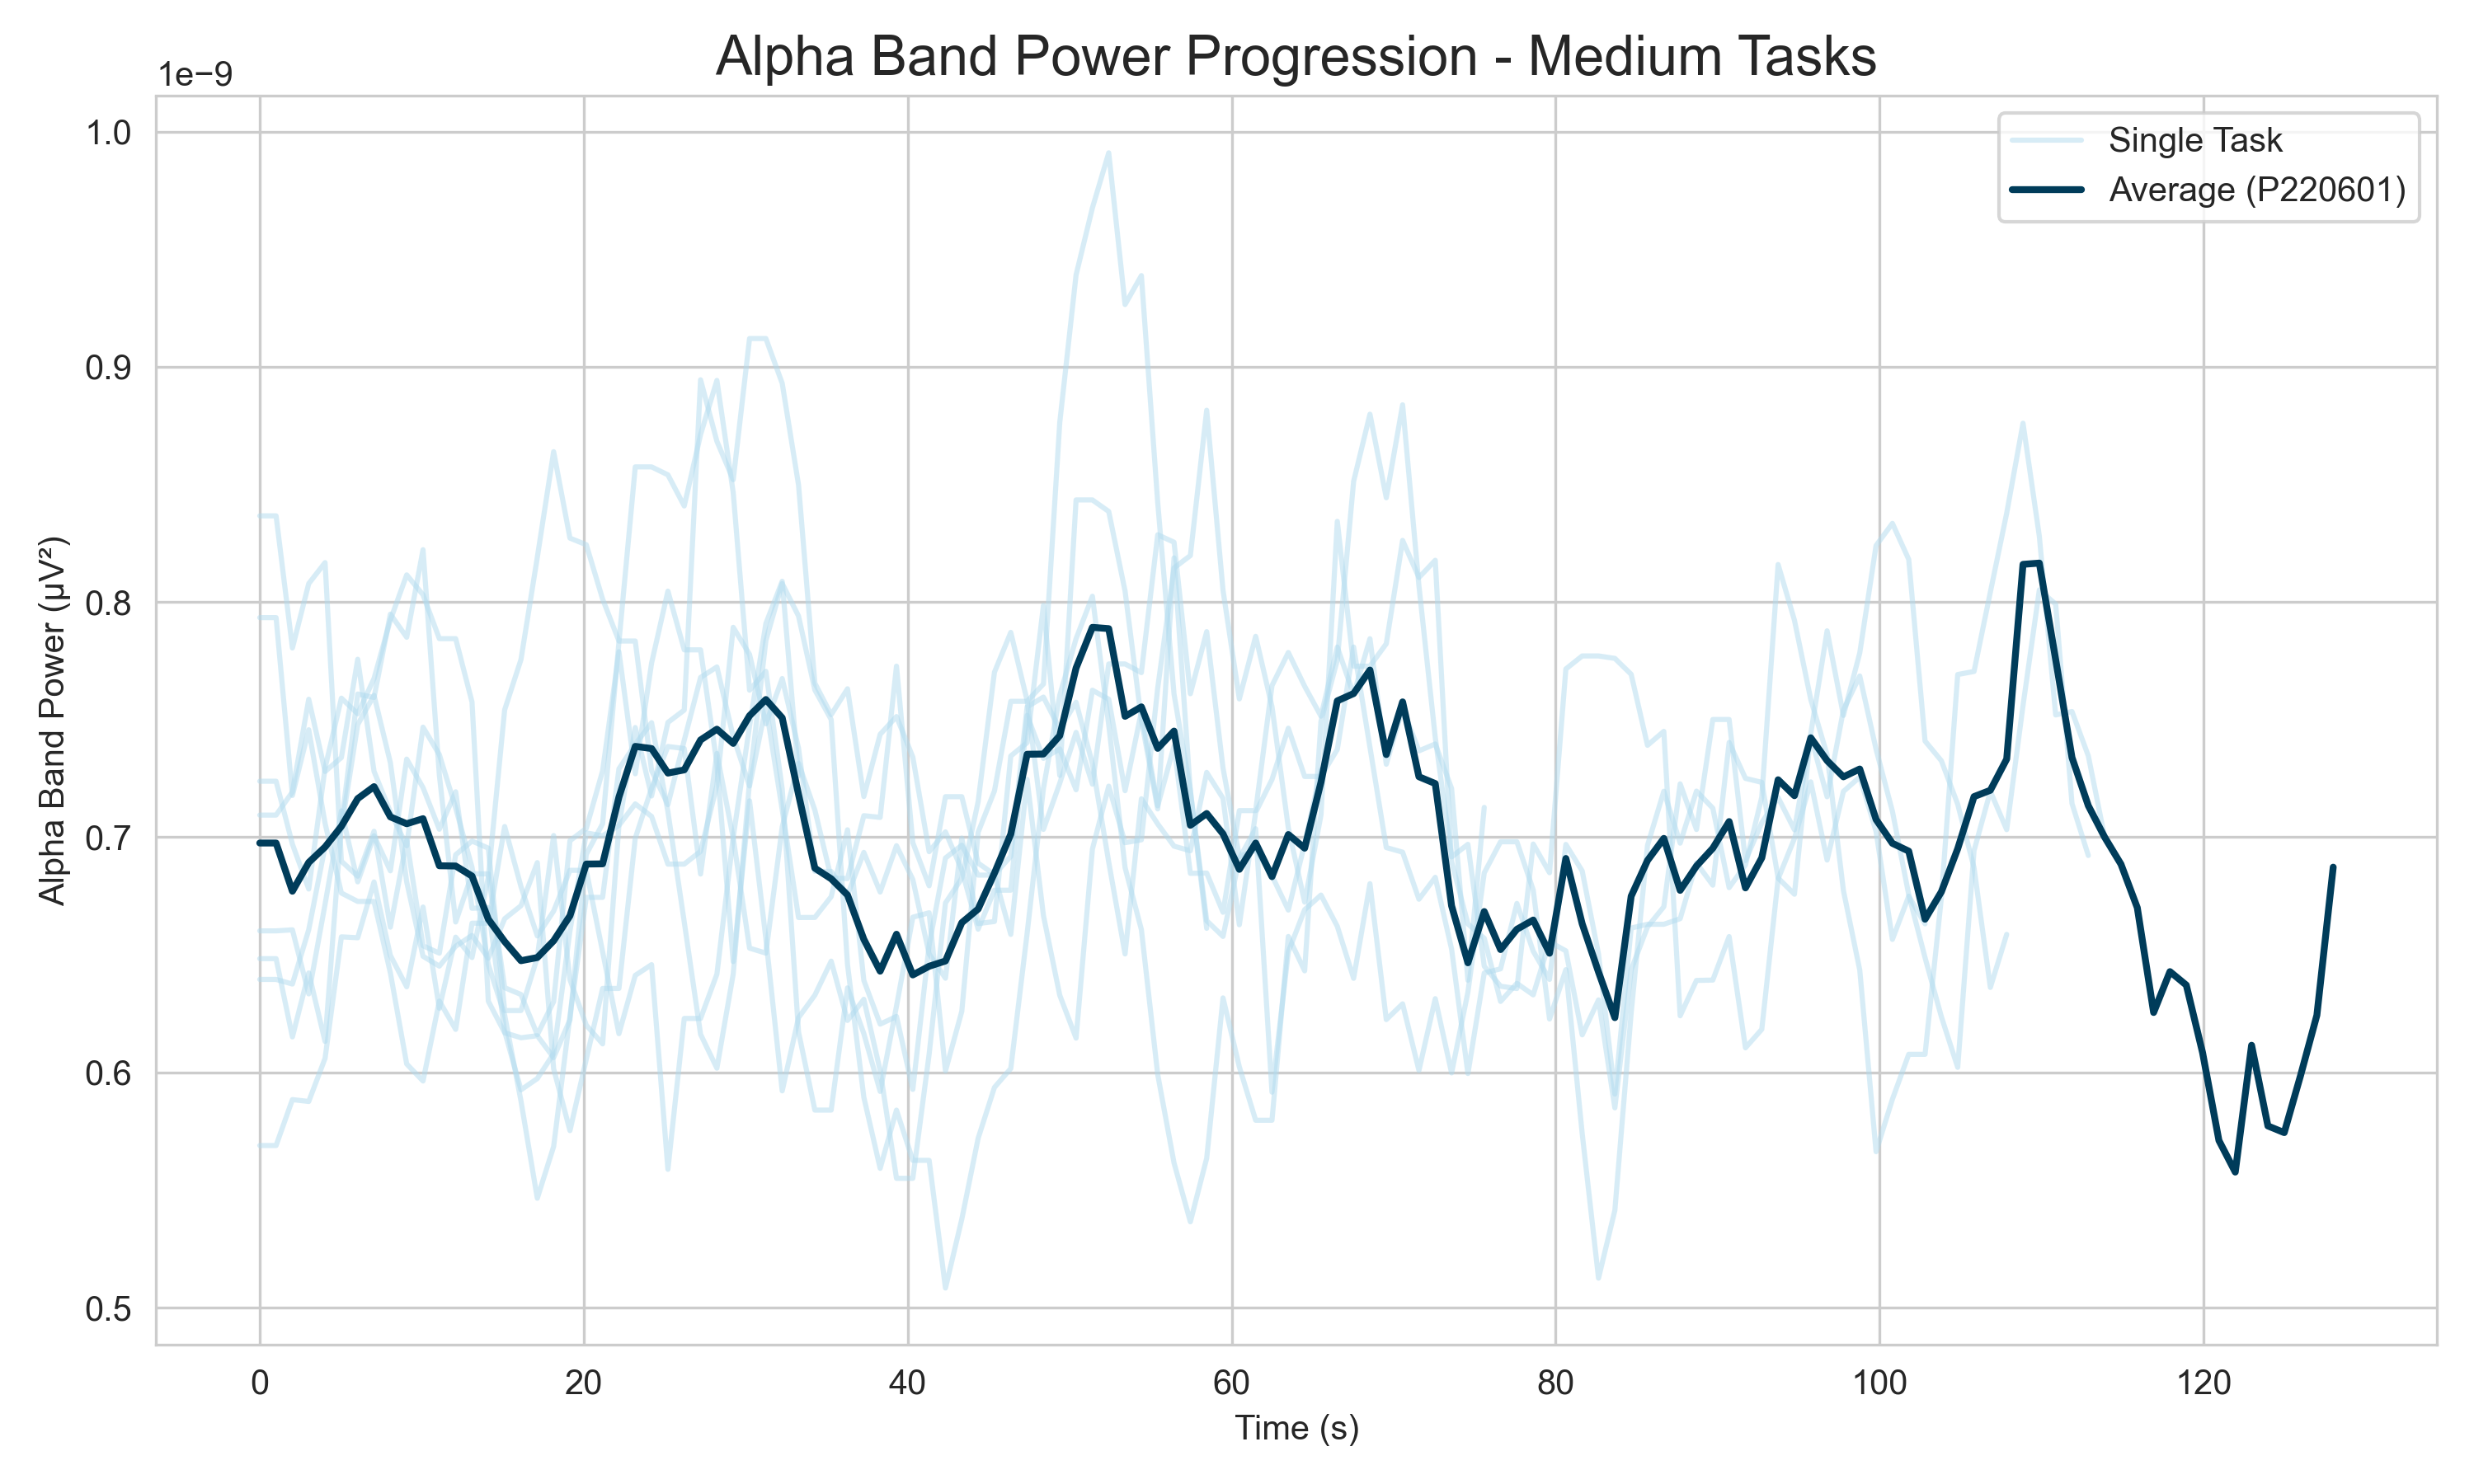 Alpha Band Power Progression - Medium Tasks
1e−9
Single Task
Average (P220601)
Alpha Band Power (µV²)
1.0
0.9
0.8
0.7
0.6
0.5
0
20
40
60
80
100
120
Time (s)